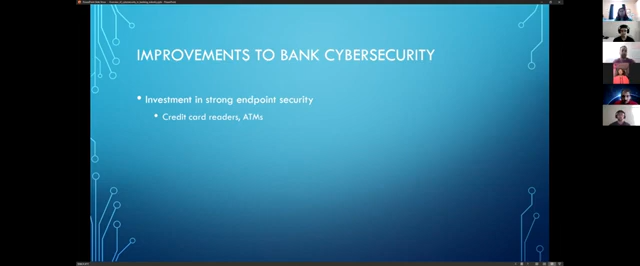 IMPROVEMENTS TO BANK CYBERSECURITY
• Investment in strong endpoint security
• Credit card readers, ATMs